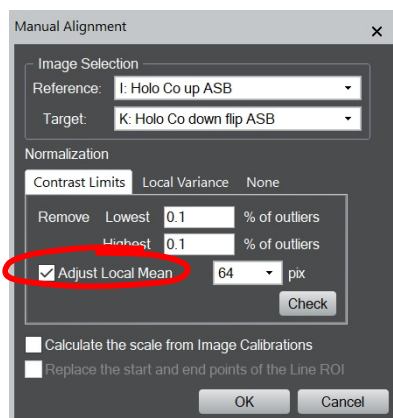 Manual Alignment
Image Selection
Reference: I: Holo Co up ASB
Target: K: Holo Co down flip ASB
Normalization
Contrast Limits Local Variance None
Remove Lowest 0.1 % of outliers
Highest 0.1 % of outliers
Adjust Local Mean 64 pix
Check
Calculate the scale from Image Calibrations
Replace the start and end points of the Line ROI
OK Cancel